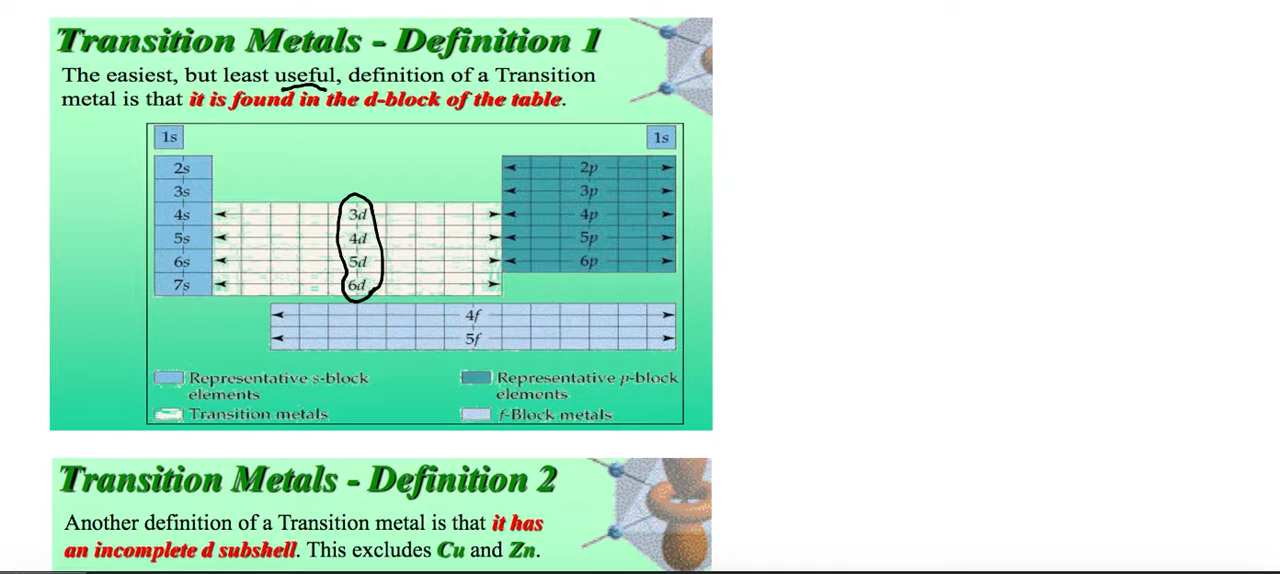 Transition Metals - Definition 1
The easiest, but least useful, definition of a Transition
metal is that it is found in the d-block of the table.
1s 1s
2s 2p
3s 3p
4s 3d 4p
5s 4d 5p
6s 5d 6p
7s 6d
4f
5f
Representative s-block
elements
Representative p-block
elements
Transition metals
f-Block metals
Transition Metals - Definition 2
Another definition of a Transition metal is that it has
an incomplete d subshell. This excludes Cu and Zn.